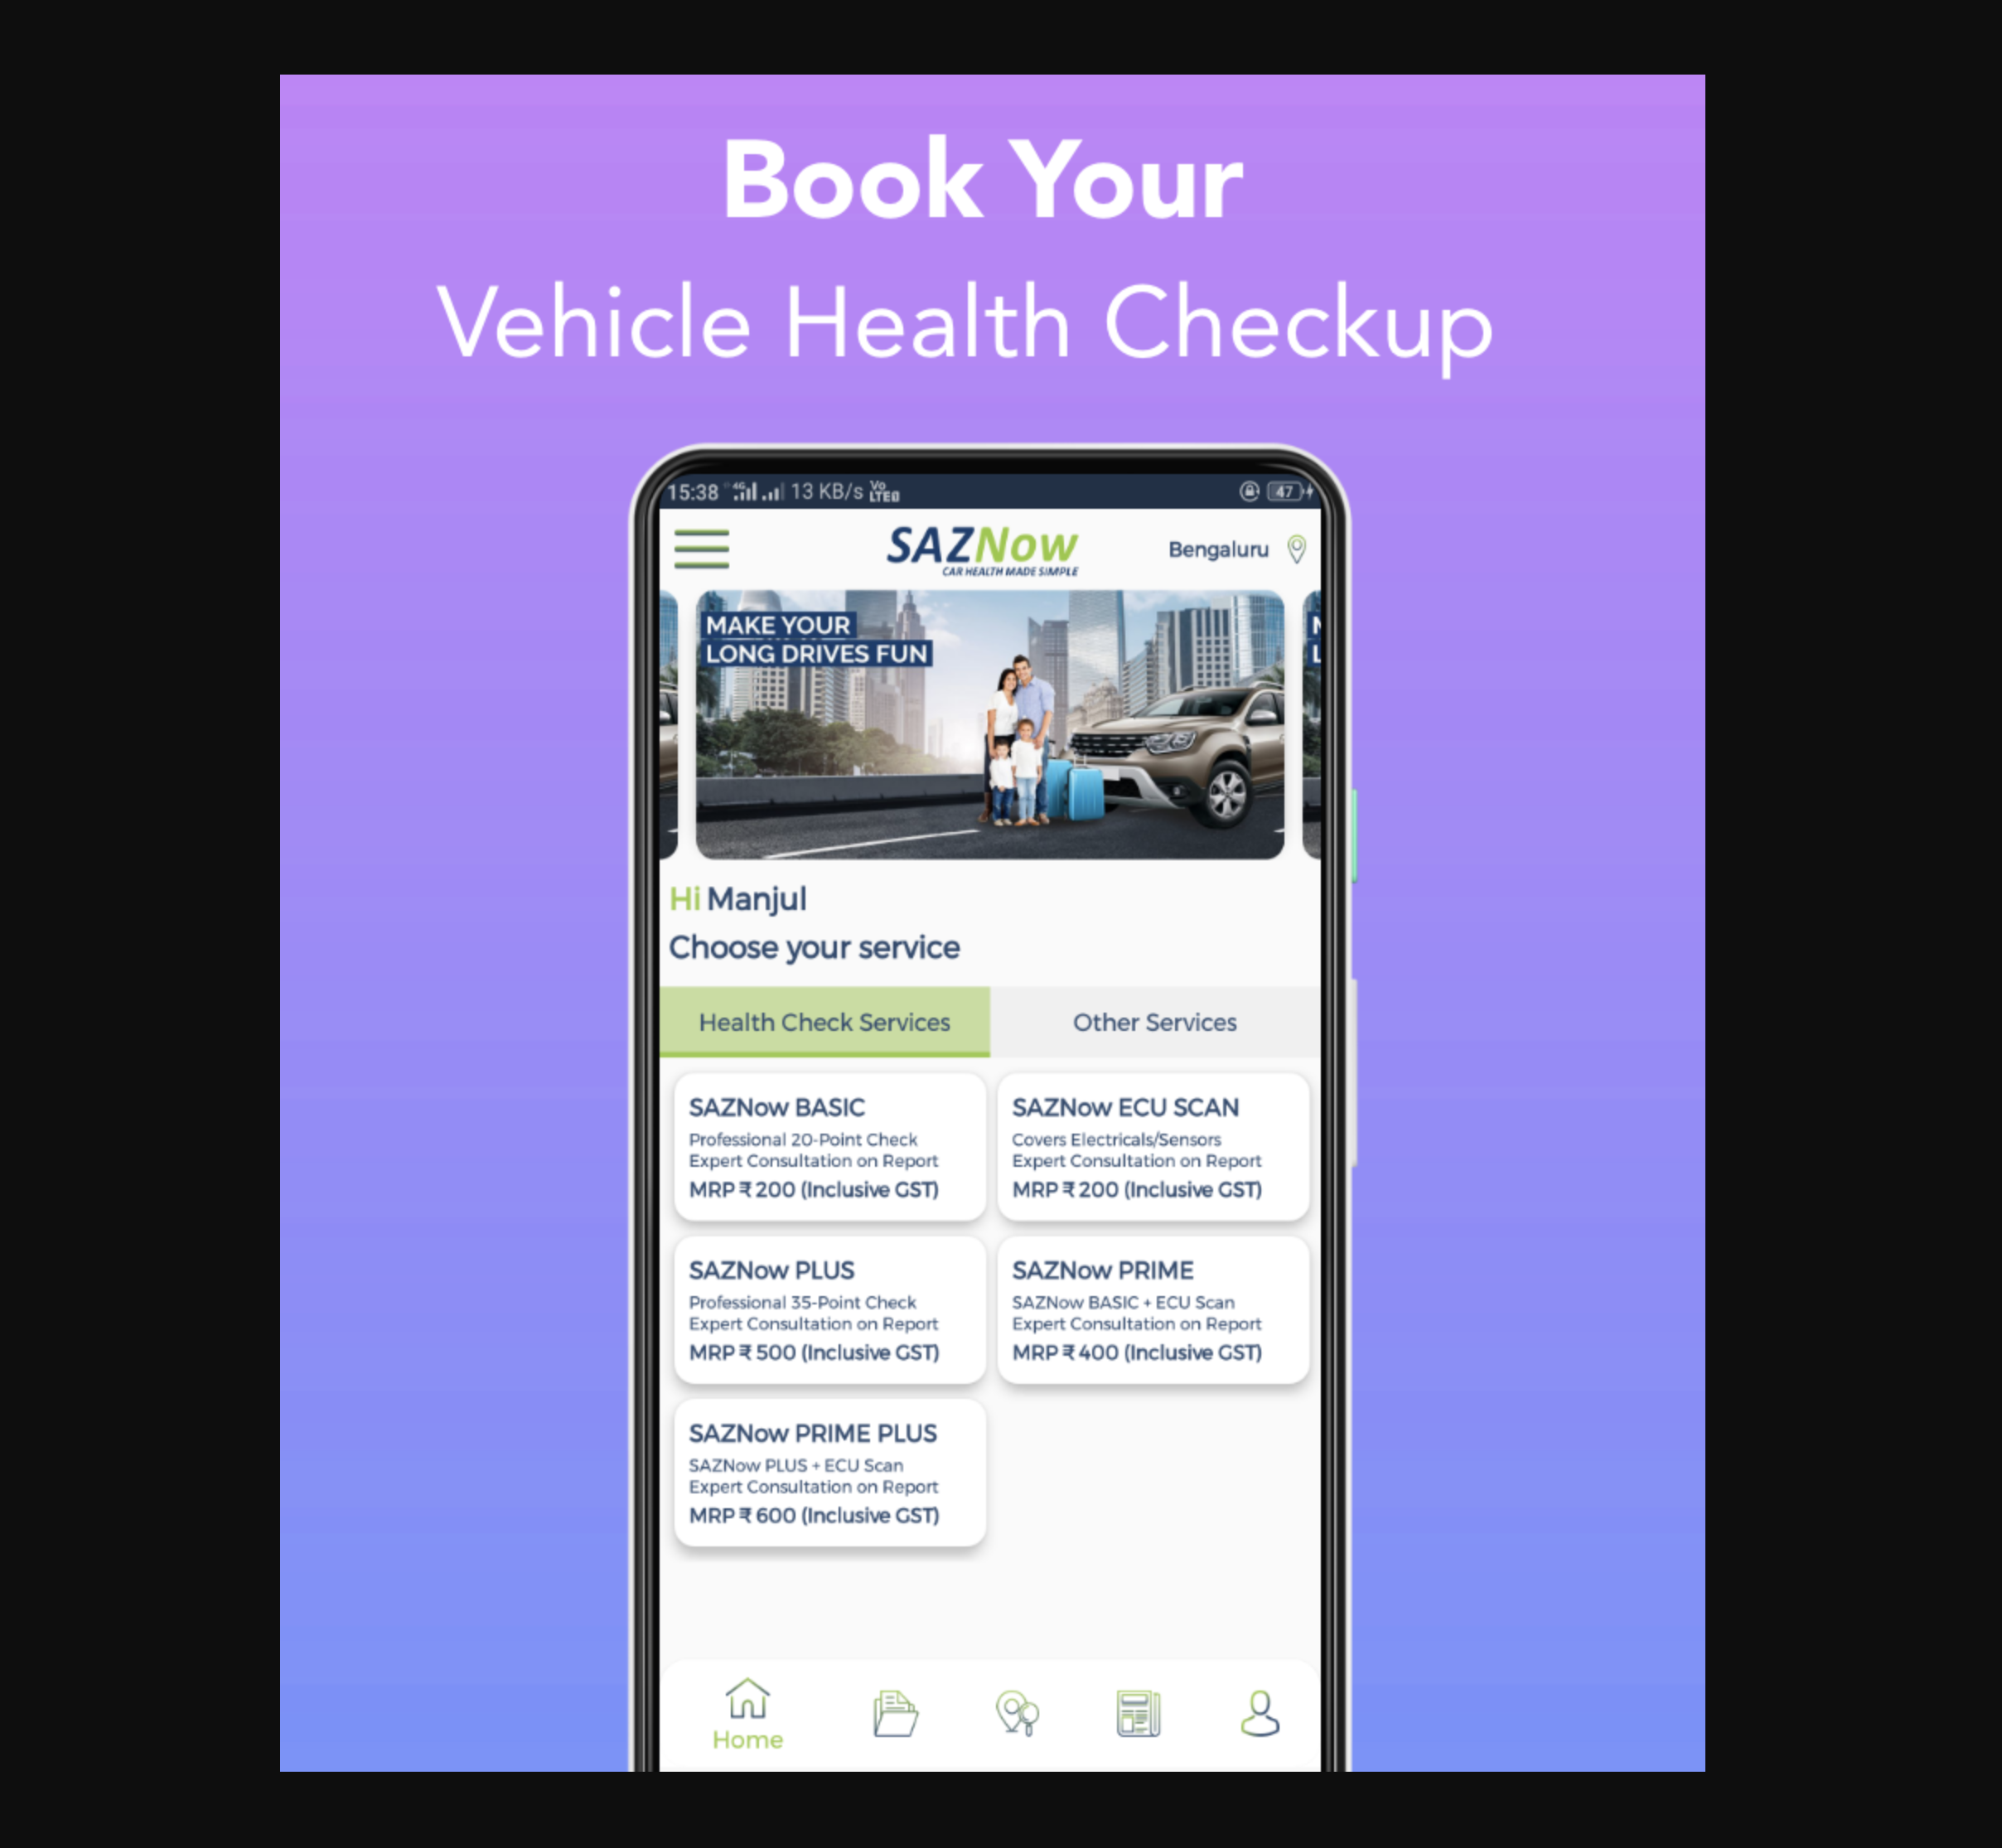 Book Your
Vehicle Health Checkup
15:38 4G 13 KB/s Vo LTE 47
SAZNow
CAR HEALTH MADE SIMPLE
Bengaluru
MAKE YOUR
LONG DRIVES FUN
Hi Manjul
Choose your service
Health Check Services
Other Services
SAZNow BASIC
Professional 20-Point Check
Expert Consultation on Report
MRP ₹ 200 (Inclusive GST)
SAZNow ECU SCAN
Covers Electricals/Sensors
Expert Consultation on Report
MRP ₹ 200 (Inclusive GST)
SAZNow PLUS
Professional 35-Point Check
Expert Consultation on Report
MRP ₹ 500 (Inclusive GST)
SAZNow PRIME
SAZNow BASIC + ECU Scan
Expert Consultation on Report
MRP ₹ 400 (Inclusive GST)
SAZNow PRIME PLUS
SAZNow PLUS + ECU Scan
Expert Consultation on Report
MRP ₹ 600 (Inclusive GST)
Home